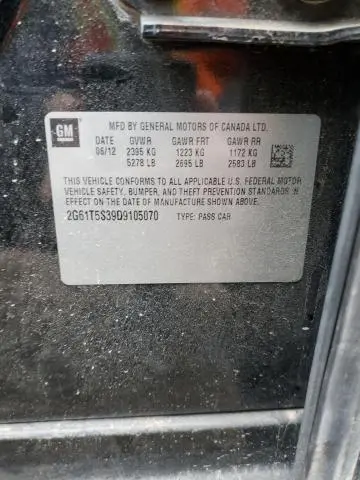 GM
MFD BY GENERAL MOTORS OF CANADA LTD.
DATE GVWR GAWR FRT GAWR RR
06/12 2395 KG 1223 KG 1172 KG
5278 LB 2695 LB 2583 LB
THIS VEHICLE CONFORMS TO ALL APPLICABLE U.S. FEDERAL MOTOR
VEHICLE SAFETY, BUMPER, AND THEFT PREVENTION STANDARDS IN
EFFECT ON THE DATE OF MANUFACTURE SHOWN ABOVE.
2G61T5S39D9105070 TYPE: PASS CAR